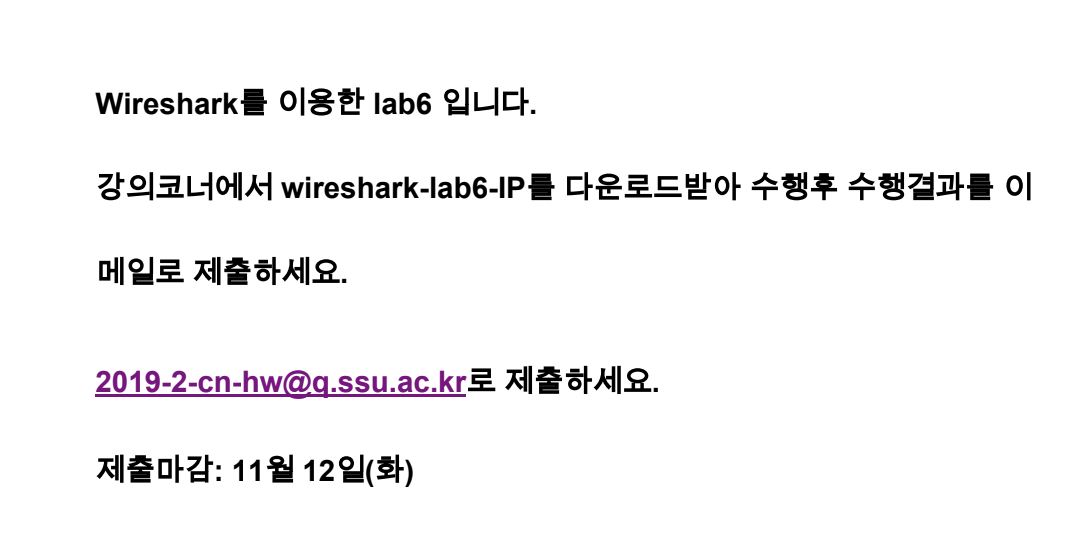 Wireshark를 이용한 lab6 입니다.
강의코너에서 wireshark-lab6-IP를 다운로드받아 수행후 수행결과를 이
메일로 제출하세요.
2019-2-cn-hw@q.ssu.ac.kr로 제출하세요.
제출마감: 11월 12일(화)